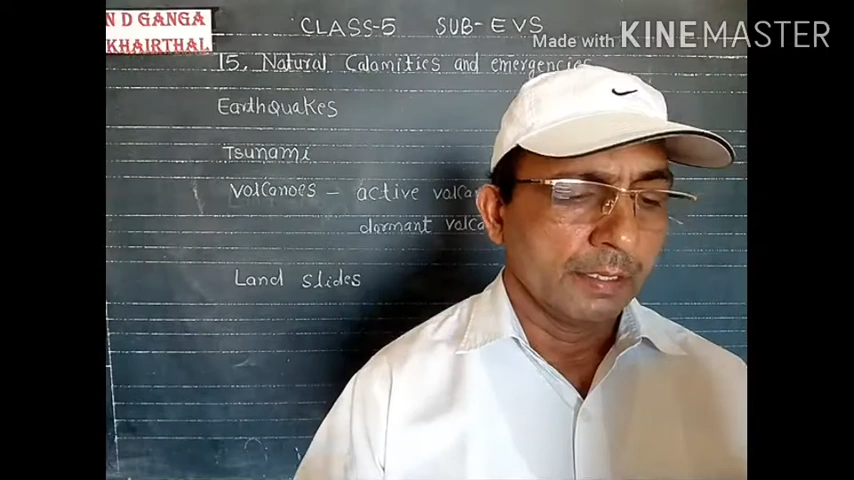 N D GANGA
KHAIRTHAL
CLASS-5 SUB-EVS
Made with KINEMASTER
15. Natural Calamities and emergencies
Earthquakes
Tsunami
volcanoes - active
dormant
Land slides